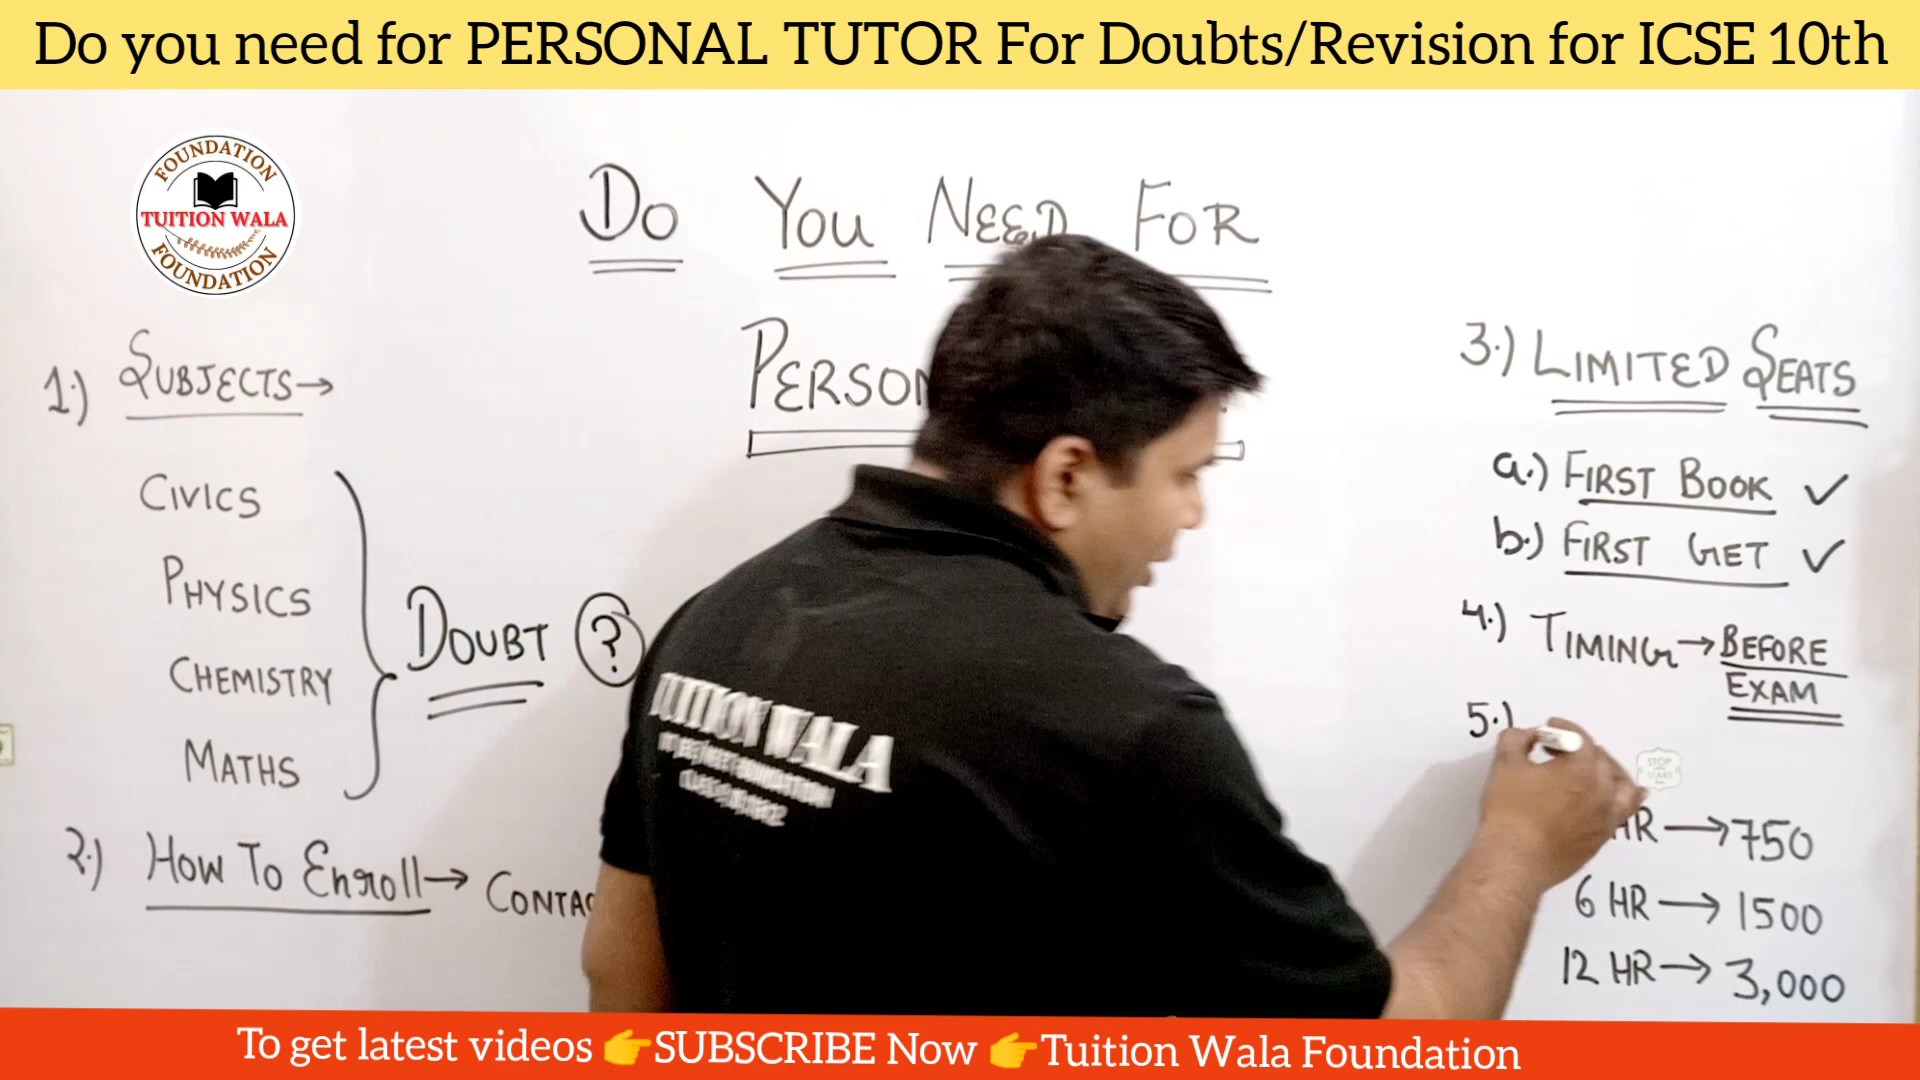 Do you need for PERSONAL TUTOR For Doubts/Revision for ICSE 10th
FOUNDATION
TUITION WALA
FOUNDATION
DO YOU NEED FOR
1.) SUBJECTS→
CIVICS
PHYSICS
CHEMISTRY
MATHS
DOUBT ?
2.) HOW TO Enroll→
3.) LIMITED SEATS
a.) FIRST BOOK ✓
b.) FIRST GET ✓
4.) TIMING→BEFORE
EXAM
5.)
HR→750
6 HR→1500
12 HR→3,000
STOP
START
TUITION WALA
To get latest videos 👉SUBSCRIBE Now 👉Tuition Wala Foundation